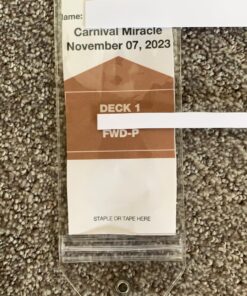 Name:
Carnival Miracle
November 07, 2023
DECK 1
FWD-P
STAPLE OR TAPE HERE